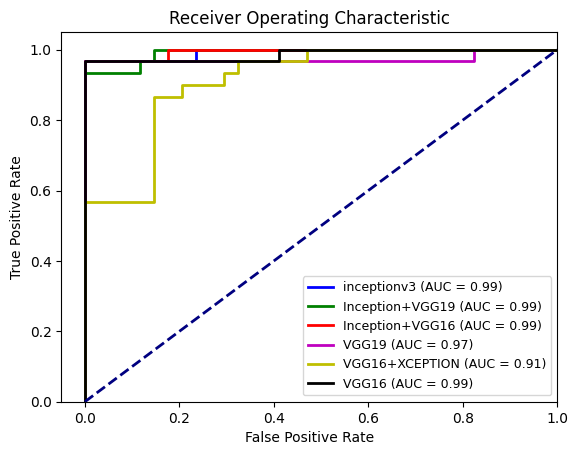 Receiver Operating Characteristic
True Positive Rate
1.0
0.8
0.6
0.4
0.2
0.0
inceptionv3 (AUC = 0.99)
Inception+VGG19 (AUC = 0.99)
Inception+VGG16 (AUC = 0.99)
VGG19 (AUC = 0.97)
VGG16+XCEPTION (AUC = 0.91)
VGG16 (AUC = 0.99)
0.0 0.2 0.4 0.6 0.8 1.0
False Positive Rate